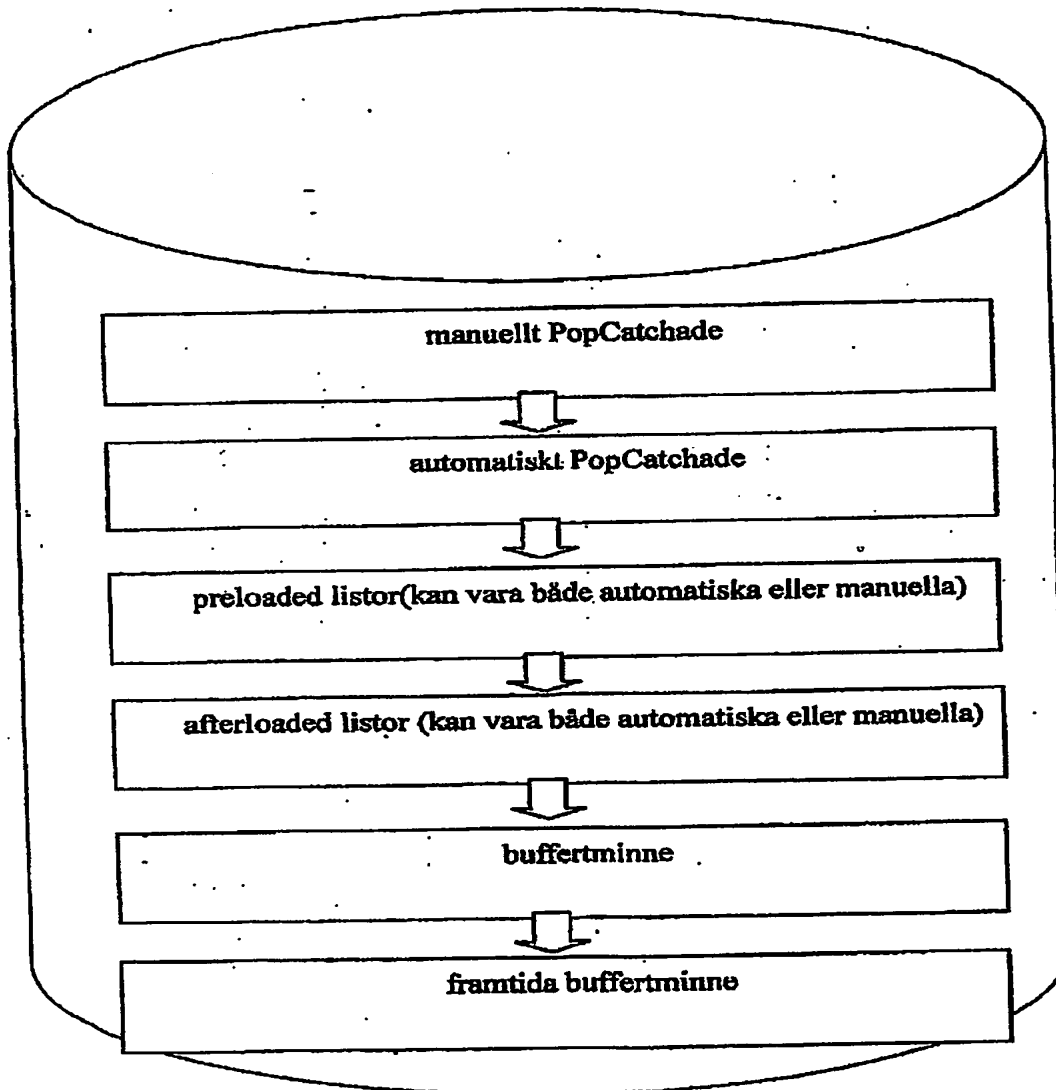 manuellt PopCatchade
automatiskt PopCatchade
preloaded listor(kan vara både automatiska eller manuella)
afterloaded listor (kan vara både automatiska eller manuella)
buffertminne
framtida buffertminne